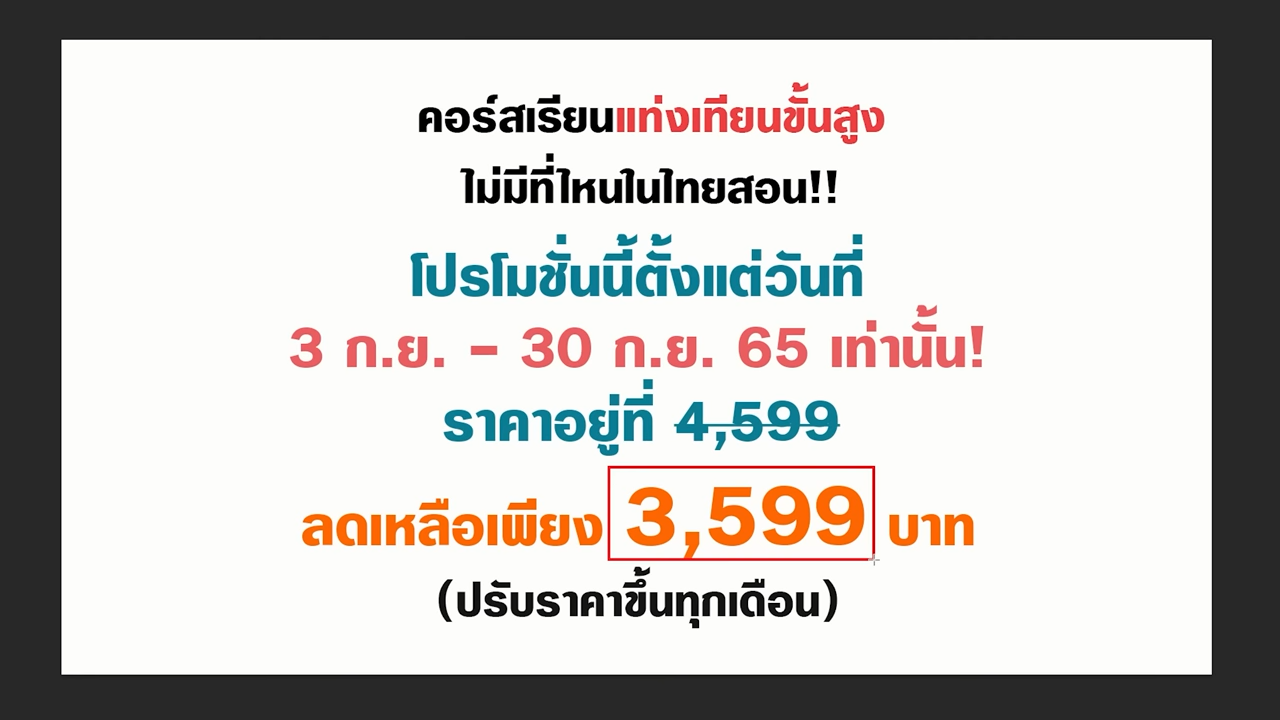 คอร์สเรียนแท่งเทียนขั้นสูง
ไม่มีที่ไหนในไทยสอน!!
โปรโมชั่นนี้ตั้งแต่วันที่
3 ก.ย. - 30 ก.ย. 65 เท่านั้น!
ราคาอยู่ที่ 4,599
ลดเหลือเพียง 3,599 บาท
(ปรับราคาขึ้นทุกเดือน)